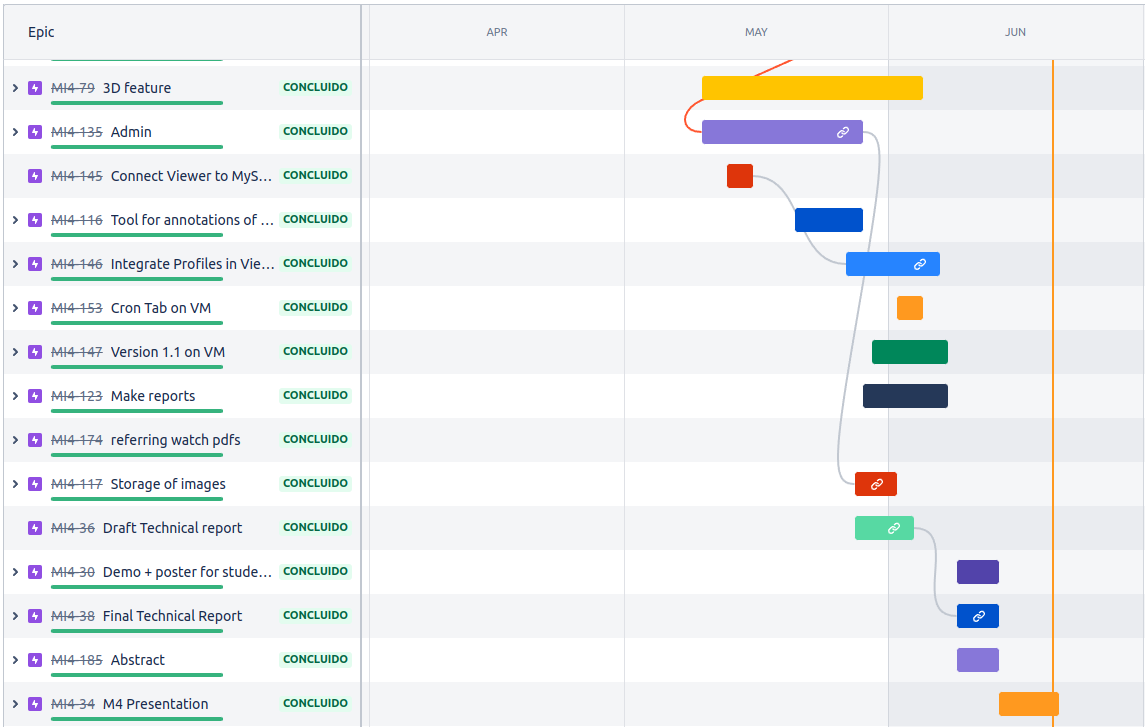 Epic APR MAY JUN
MI4-79 3D feature CONCLUIDO
MI4-135 Admin CONCLUIDO
MI4-145 Connect Viewer to MyS... CONCLUIDO
MI4-116 Tool for annotations of ... CONCLUIDO
MI4-146 Integrate Profiles in Vie... CONCLUIDO
MI4-153 Cron Tab on VM CONCLUIDO
MI4-147 Version 1.1 on VM CONCLUIDO
MI4-123 Make reports CONCLUIDO
MI4-174 referring watch pdfs CONCLUIDO
MI4-117 Storage of images CONCLUIDO
MI4-36 Draft Technical report CONCLUIDO
MI4-30 Demo + poster for stude... CONCLUIDO
MI4-38 Final Technical Report CONCLUIDO
MI4-185 Abstract CONCLUIDO
MI4-34 M4 Presentation CONCLUIDO